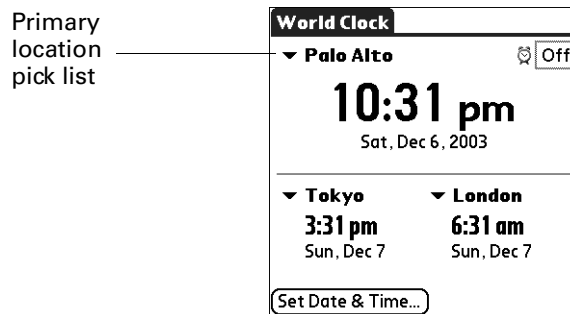 Primary
location
pick list
World Clock
Palo Alto
Off
10:31 pm
Sat, Dec 6, 2003
Tokyo London
3:31 pm 6:31 am
Sun, Dec 7 Sun, Dec 7
Set Date & Time...